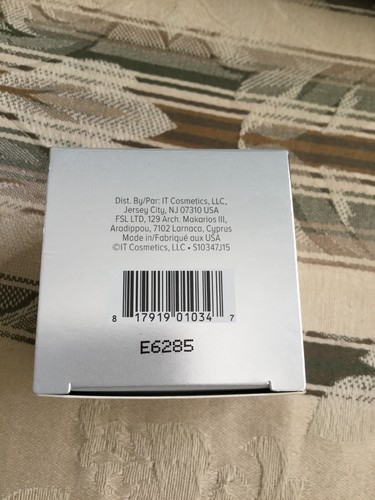 Dist. By/Par: IT Cosmetics, LLC,
Jersey City, NJ 07310 USA
FSL LTD, 129 Arch. Makarios III,
Aradippou, 7102 Larnaca, Cyprus
Made in/Fabriqué aux USA
©IT Cosmetics, LLC • S10347J15
8 17919 01034 7
E6285